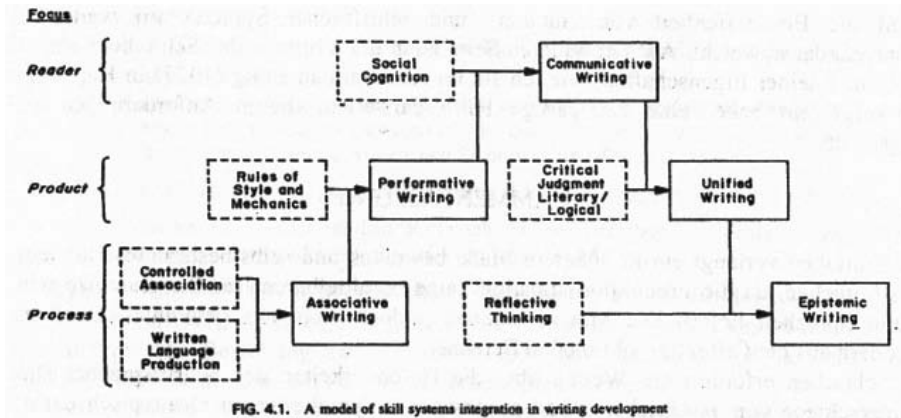 Focus
Reader
Social
Cognition
Communicative
Writing
Product
Rules of
Style and
Mechanics
Performative
Writing
Critical
Judgment
Literary/
Logical
Unified
Writing
Process
Controlled
Association
Written
Language
Production
Associative
Writing
Reflective
Thinking
Epistemic
Writing
FIG. 4.1. A model of skill systems integration in writing development.